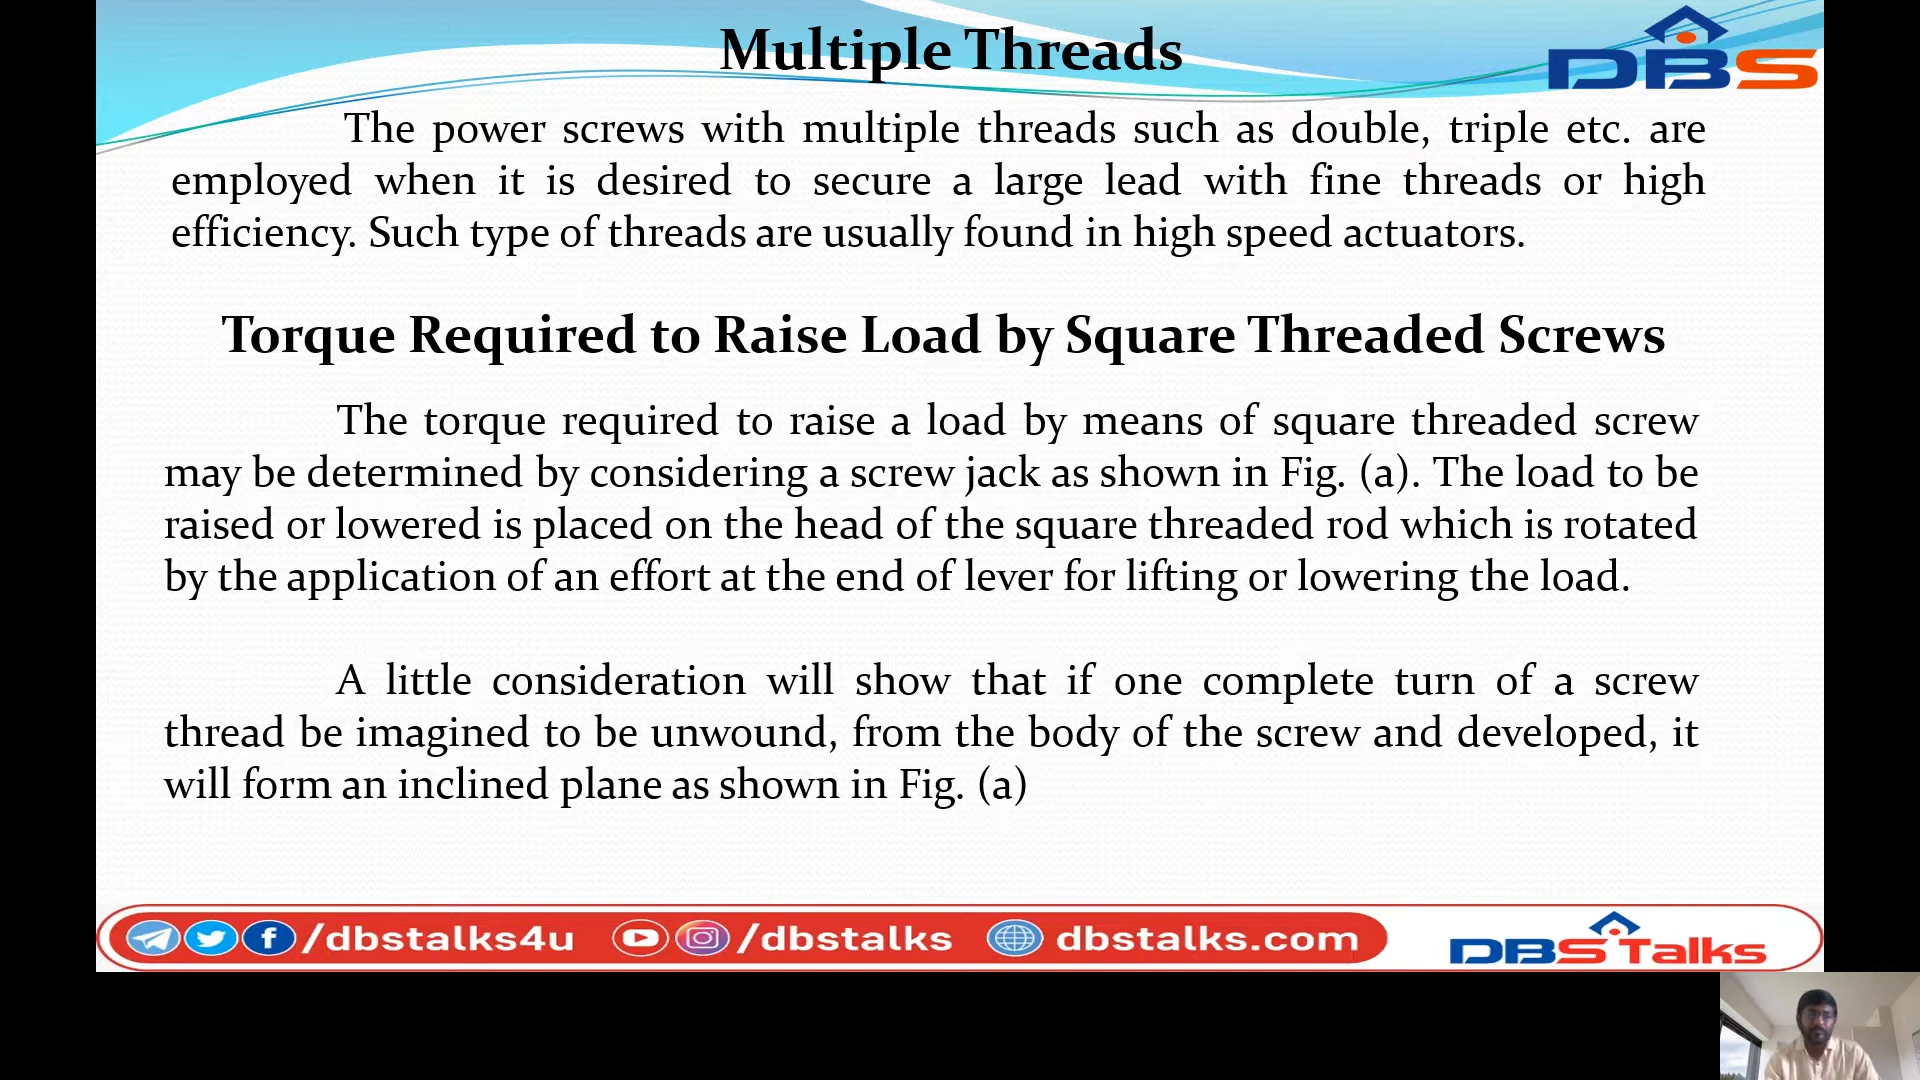 Multiple Threads
DBS
The power screws with multiple threads such as double, triple etc. are
employed when it is desired to secure a large lead with fine threads or high
efficiency. Such type of threads are usually found in high speed actuators.
Torque Required to Raise Load by Square Threaded Screws
The torque required to raise a load by means of square threaded screw
may be determined by considering a screw jack as shown in Fig. (a). The load to be
raised or lowered is placed on the head of the square threaded rod which is rotated
by the application of an effort at the end of lever for lifting or lowering the load.
A little consideration will show that if one complete turn of a screw
thread be imagined to be unwound, from the body of the screw and developed, it
will form an inclined plane as shown in Fig. (a)
/dbstalks4u /dbstalks dbstalks.com DBS Talks